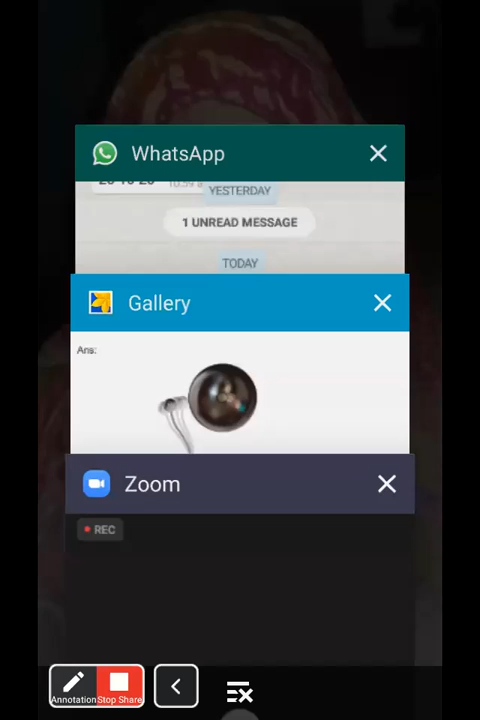 WhatsApp
YESTERDAY
1 UNREAD MESSAGE
TODAY
Gallery
Ans:
Zoom
REC
Annotation Stop Share